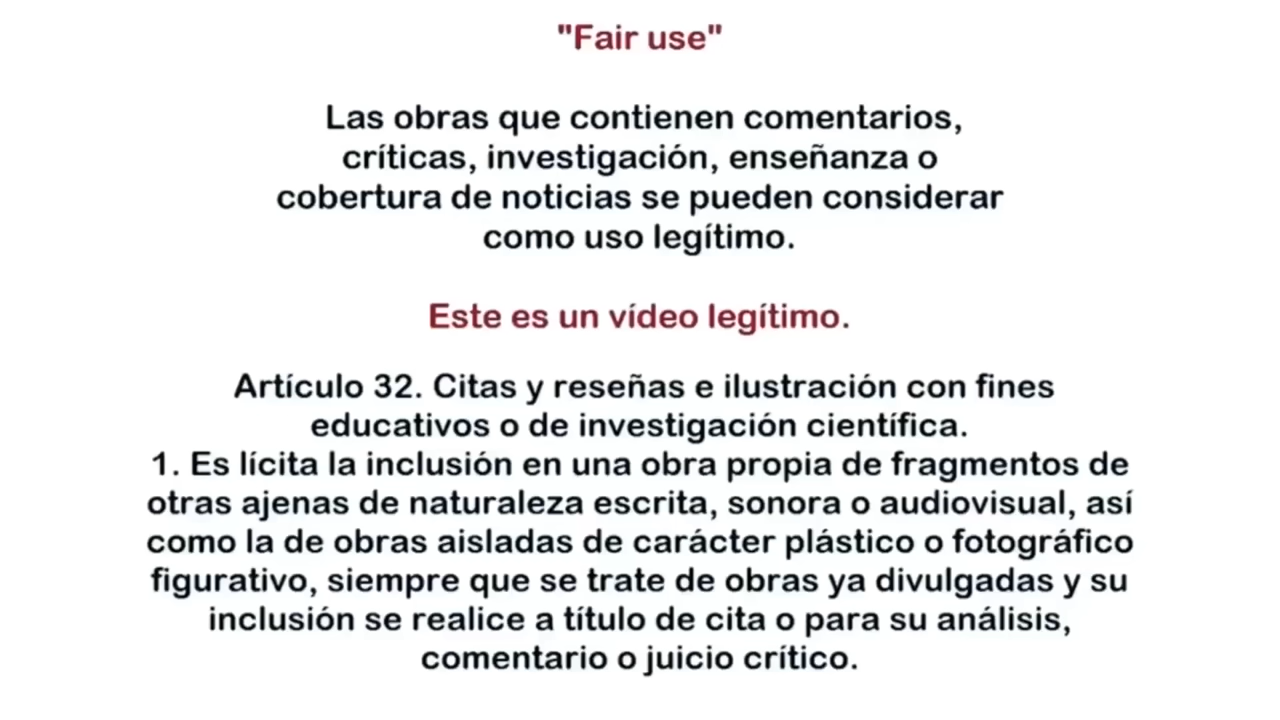 "Fair use"
Las obras que contienen comentarios,
críticas, investigación, enseñanza o
cobertura de noticias se pueden considerar
como uso legítimo.
Este es un vídeo legítimo.
Artículo 32. Citas y reseñas e ilustración con fines
educativos o de investigación científica.
1. Es lícita la inclusión en una obra propia de fragmentos de
otras ajenas de naturaleza escrita, sonora o audiovisual, así
como la de obras aisladas de carácter plástico o fotográfico
figurativo, siempre que se trate de obras ya divulgadas y su
inclusión se realice a título de cita o para su análisis,
comentario o juicio crítico.